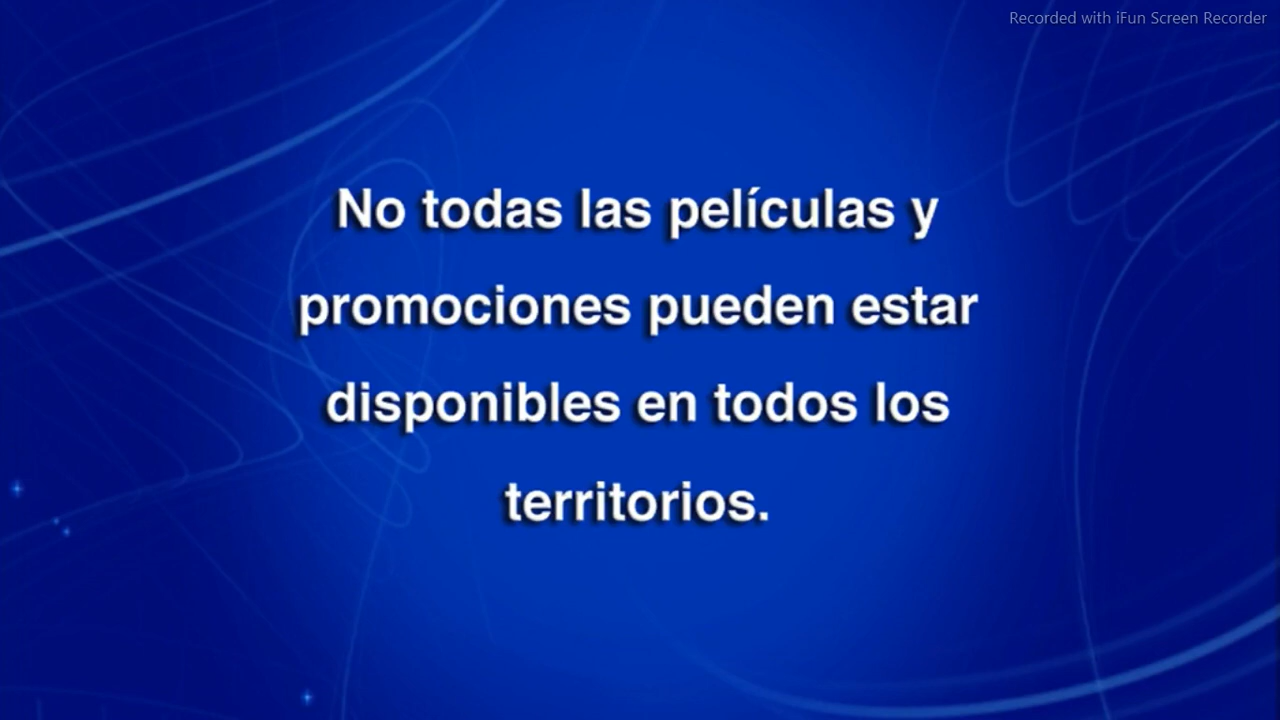 Recorded with iFun Screen Recorder
No todas las películas y
promociones pueden estar
disponibles en todos los
territorios.